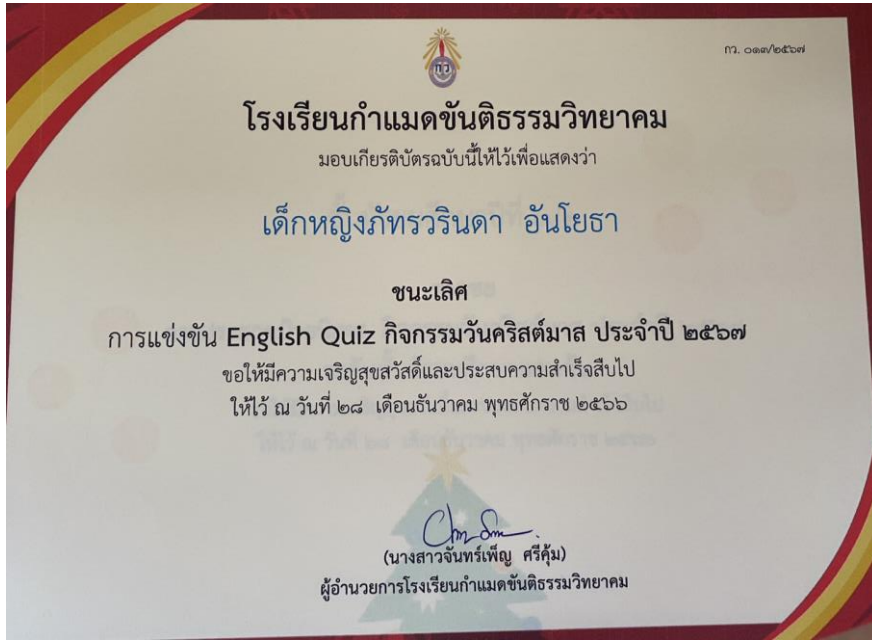 กว. ๐๑๗/๒๕๖๗
กว
โรงเรียนกำแมดขันติธรรมวิทยาคม
มอบเกียรติบัตรฉบับนี้ให้ไว้เพื่อแสดงว่า
เด็กหญิงภัทรวรินดา อันโยธา
ชนะเลิศ
การแข่งขัน English Quiz กิจกรรมวันคริสต์มาส ประจำปี ๒๕๖๗
ขอให้มีความเจริญสุขสวัสดิ์และประสบความสำเร็จสืบไป
ให้ไว้ ณ วันที่ ๒๘ เดือนธันวาคม พุทธศักราช ๒๕๖๖
(นางสาวจันทร์เพ็ญ ศรีคุ้ม)
ผู้อำนวยการโรงเรียนกำแมดขันติธรรมวิทยาคม